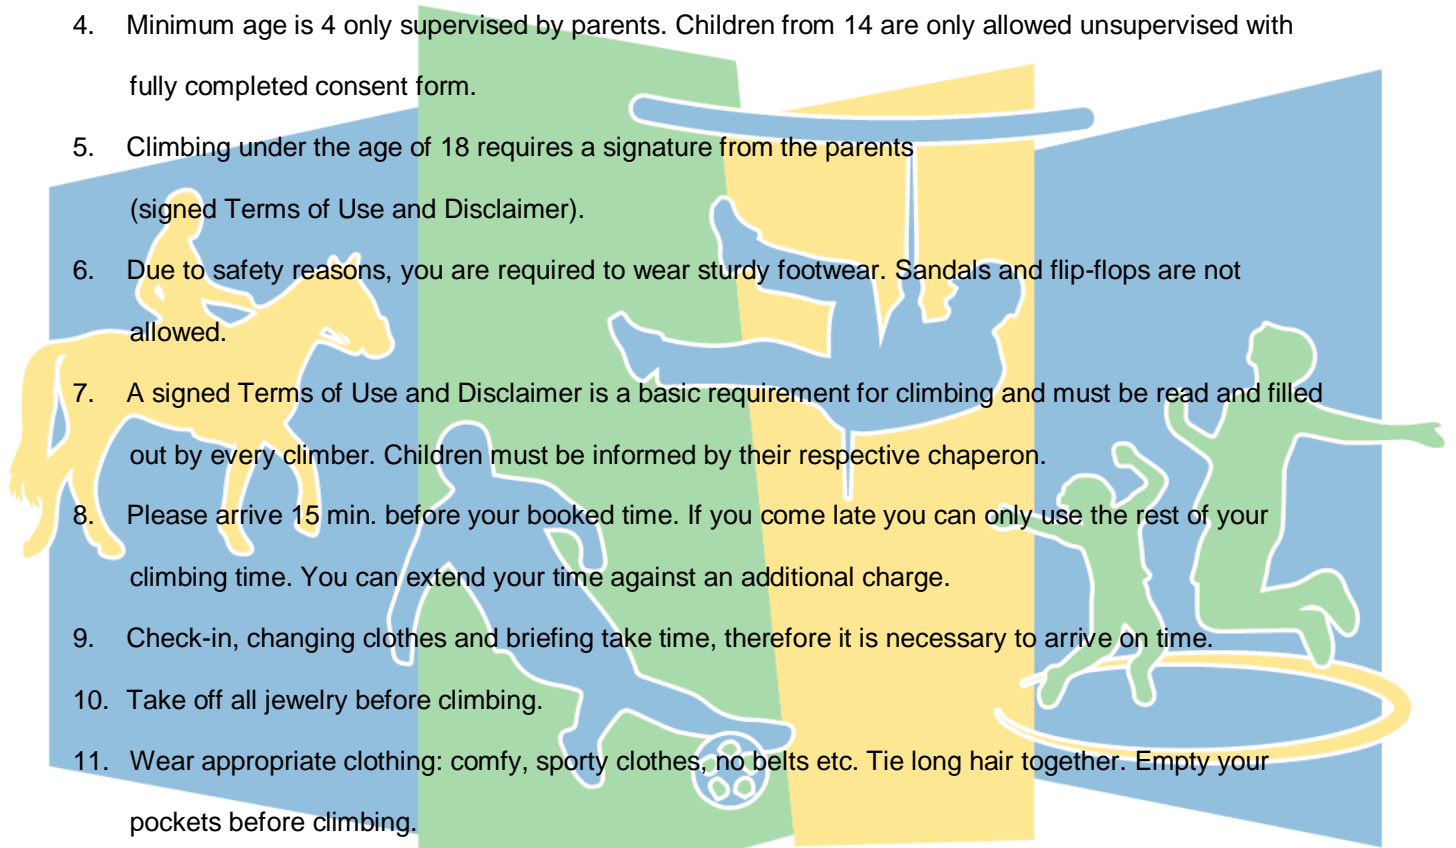 4. Minimum age is 4 only supervised by parents. Children from 14 are only allowed unsupervised with
fully completed consent form.
5. Climbing under the age of 18 requires a signature from the parents
(signed Terms of Use and Disclaimer).
6. Due to safety reasons, you are required to wear sturdy footwear. Sandals and flip-flops are not
allowed.
7. A signed Terms of Use and Disclaimer is a basic requirement for climbing and must be read and filled
out by every climber. Children must be informed by their respective chaperon.
8. Please arrive 15 min. before your booked time. If you come late you can only use the rest of your
climbing time. You can extend your time against an additional charge.
9. Check-in, changing clothes and briefing take time, therefore it is necessary to arrive on time.
10. Take off all jewelry before climbing.
11. Wear appropriate clothing: comfy, sporty clothes, no belts etc. Tie long hair together. Empty your
pockets before climbing.